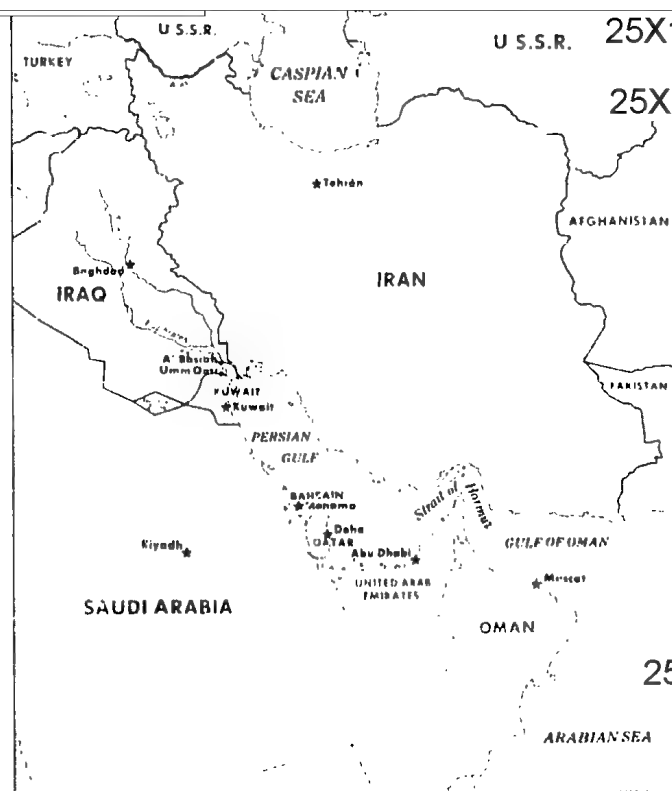 U S.S.R.
U S.S.R.
25X
TURKEY
CASPIAN
SEA
25X
Tehran
AFGHANISTAN
Baghdad
IRAN
IRAQ
A' Basrah
Umm Qasr
PAKISTAN
KUWAIT
Kuwait
PERSIAN
GULF
BAHRAIN
Manama
Strait of
Hormuz
Doha
QATAR
Riyadh
Abu Dhabi
GULF OF OMAN
UNITED ARAB
EMIRATES
Muscat
SAUDI ARABIA
OMAN
25
ARABIAN SEA